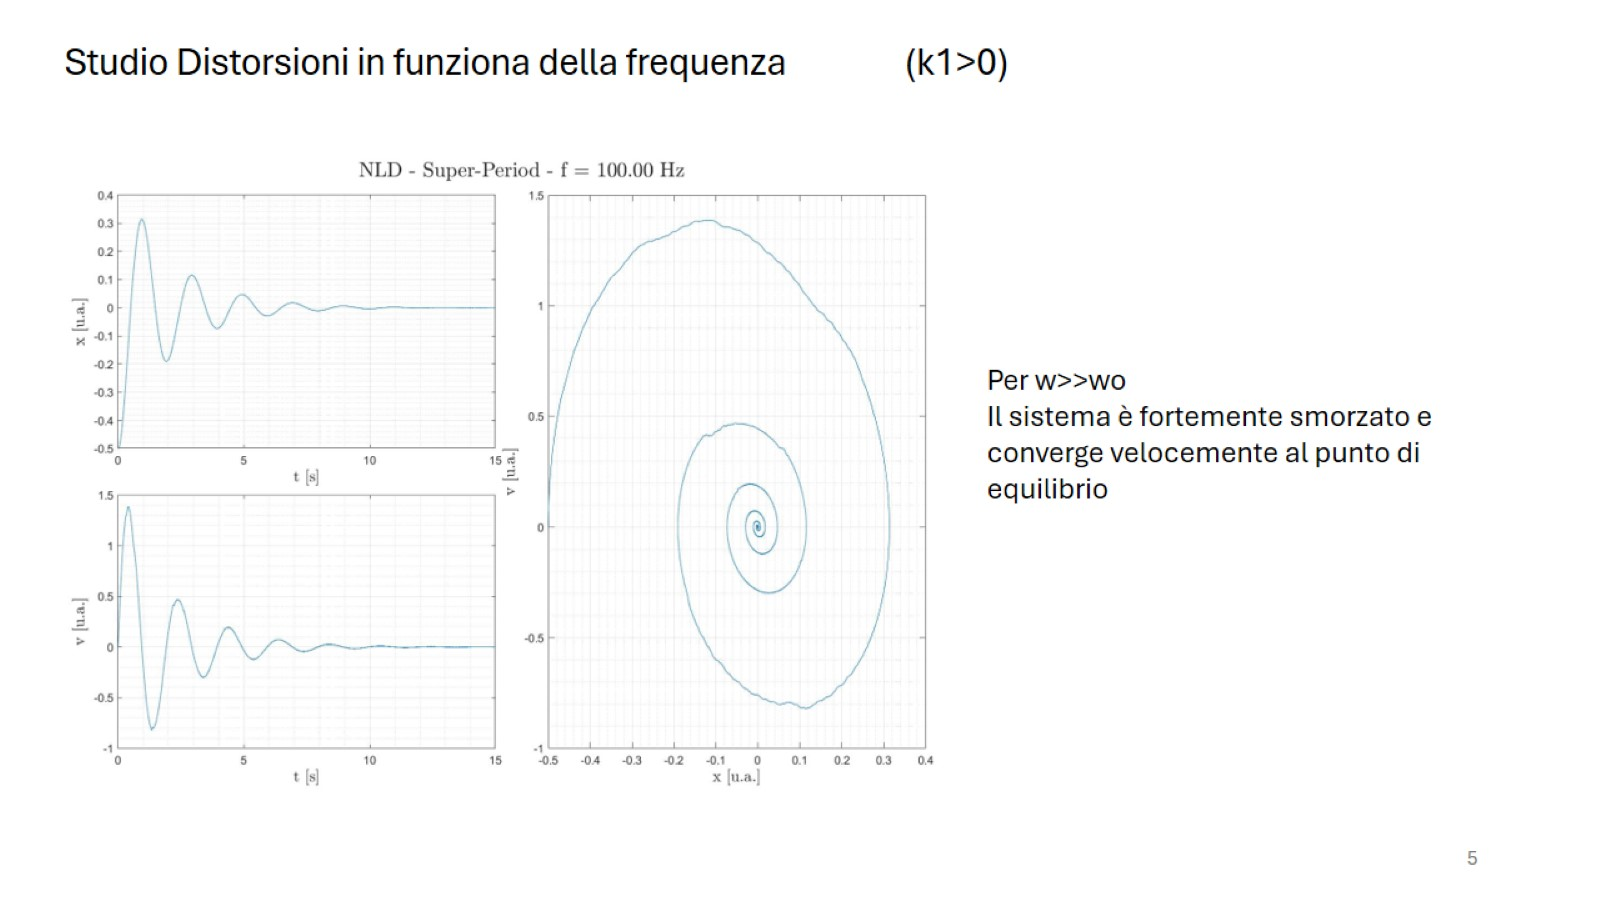 Studio Distorsioni in funziona della frequenza (k1>0)
NLD - Super-Period - f = 100.00 Hz
0.4
0.3
0.2
0.1
0
-0.1
-0.2
-0.3
-0.4
-0.5
x [u.a.]
0 5 10 15
t [s]
1.5
1
0.5
0
-0.5
-1
v [u.a.]
0 5 10 15
t [s]
1.5
1
0.5
0
-0.5
-1
v [u.a.]
-0.5 -0.4 -0.3 -0.2 -0.1 0 0.1 0.2 0.3 0.4
x [u.a.]
Per w>>wo
Il sistema è fortemente smorzato e
converge velocemente al punto di
equilibrio
5